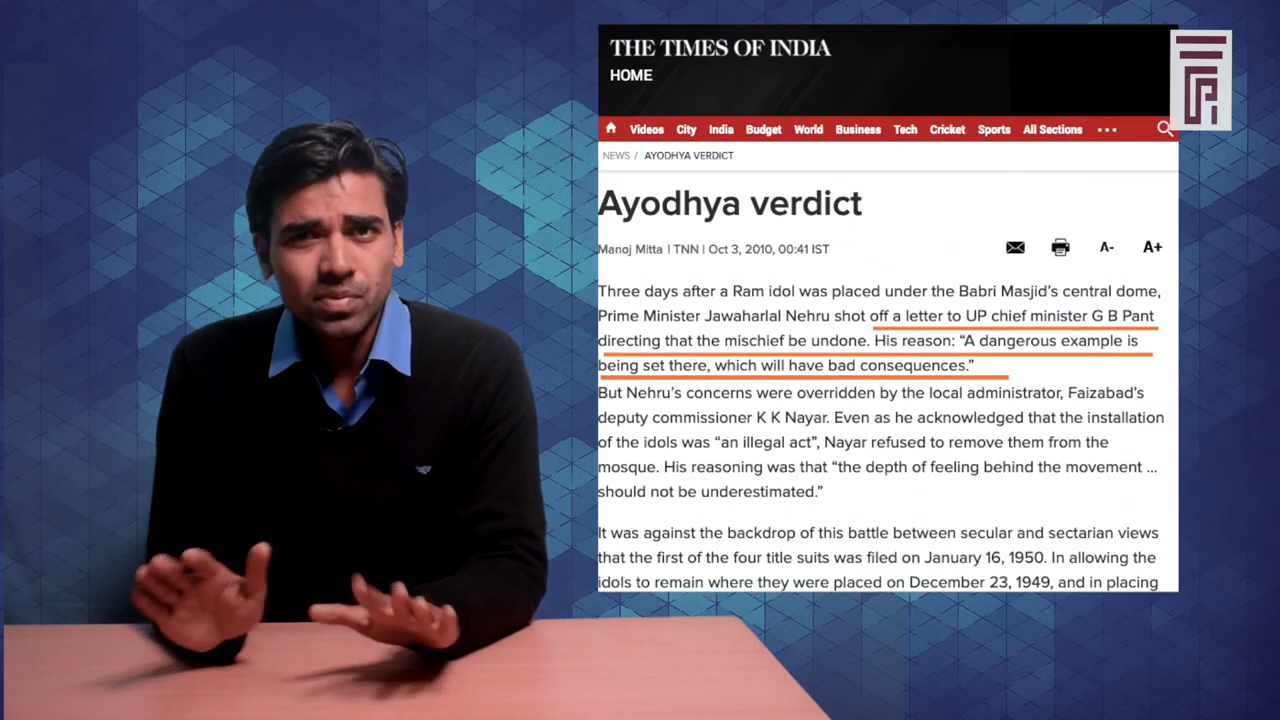 THE TIMES OF INDIA
HOME
Videos City India Budget World Business Tech Cricket Sports All Sections
NEWS / AYODHYA VERDICT
Ayodhya verdict
Manoj Mitta | TNN | Oct 3, 2010, 00:41 IST
A- A+
Three days after a Ram idol was placed under the Babri Masjid's central dome,
Prime Minister Jawaharlal Nehru shot off a letter to UP chief minister G B Pant
directing that the mischief be undone. His reason: “A dangerous example is
being set there, which will have bad consequences.”
But Nehru's concerns were overridden by the local administrator, Faizabad's
deputy commissioner K K Nayar. Even as he acknowledged that the installation
of the idols was “an illegal act”, Nayar refused to remove them from the
mosque. His reasoning was that “the depth of feeling behind the movement ...
should not be underestimated.”
It was against the backdrop of this battle between secular and sectarian views
that the first of the four title suits was filed on January 16, 1950. In allowing the
idols to remain where they were placed on December 23, 1949, and in placing